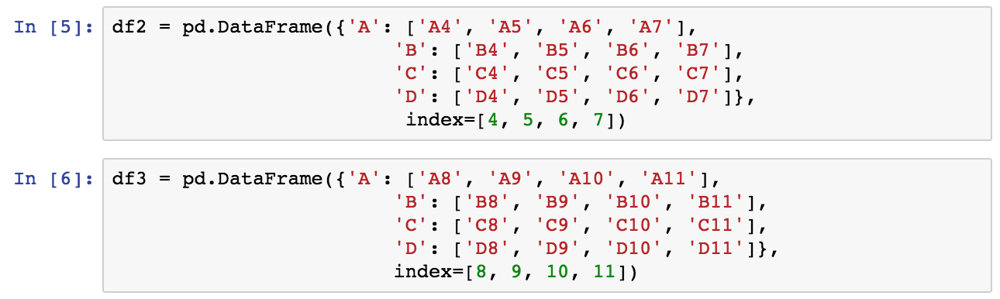 In [5]: df2 = pd.DataFrame({'A': ['A4', 'A5', 'A6', 'A7'],
                        'B': ['B4', 'B5', 'B6', 'B7'],
                        'C': ['C4', 'C5', 'C6', 'C7'],
                        'D': ['D4', 'D5', 'D6', 'D7']},
                         index=[4, 5, 6, 7])
In [6]: df3 = pd.DataFrame({'A': ['A8', 'A9', 'A10', 'A11'],
                        'B': ['B8', 'B9', 'B10', 'B11'],
                        'C': ['C8', 'C9', 'C10', 'C11'],
                        'D': ['D8', 'D9', 'D10', 'D11']},
                        index=[8, 9, 10, 11])